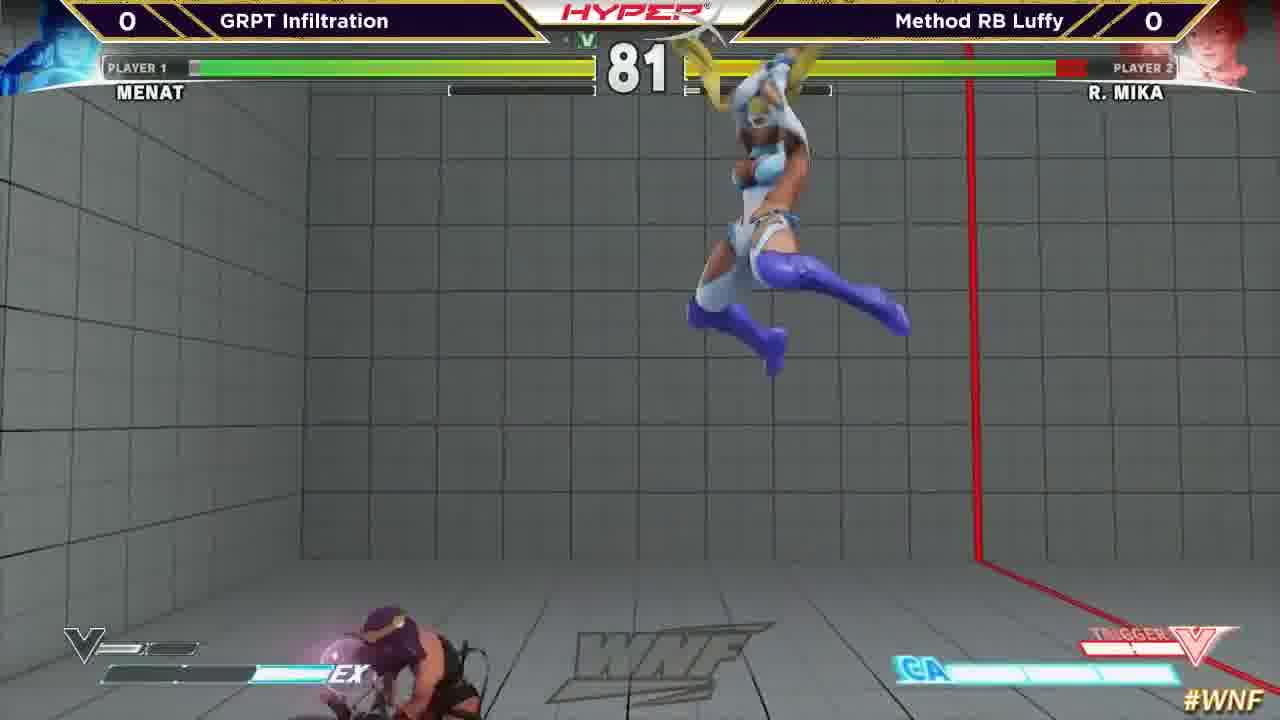 0 GRPT Infiltration HYPER X Method RB Luffy 0
V
PLAYER 1 81 PLAYER 2
MENAT R. MIKA
V TRIGGER V
EX WNF CA
#WNF